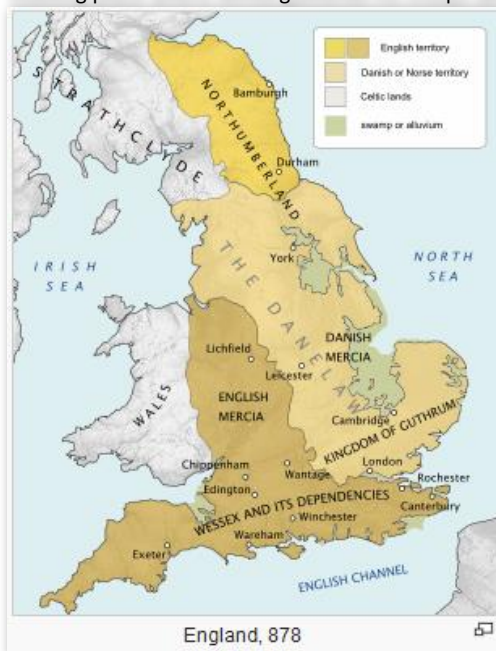 English territory
Danish or Norse territory
Celtic lands
swamp or alluvium
STRATHCLYDE
NORTHUMBERLAND
Bamburgh
Durham
IRISH
SEA
York
NORTH
SEA
THE DANELAW
DANISH
MERCIA
Lichfield
Leicester
WALES
ENGLISH
MERCIA
Cambridge
KINGDOM OF GUTHRUM
Chippenham
Wantage
London
Rochester
Edington
Canterbury
WESSEX AND ITS DEPENDENCIES
Winchester
Wareham
Exeter
ENGLISH CHANNEL
England, 878